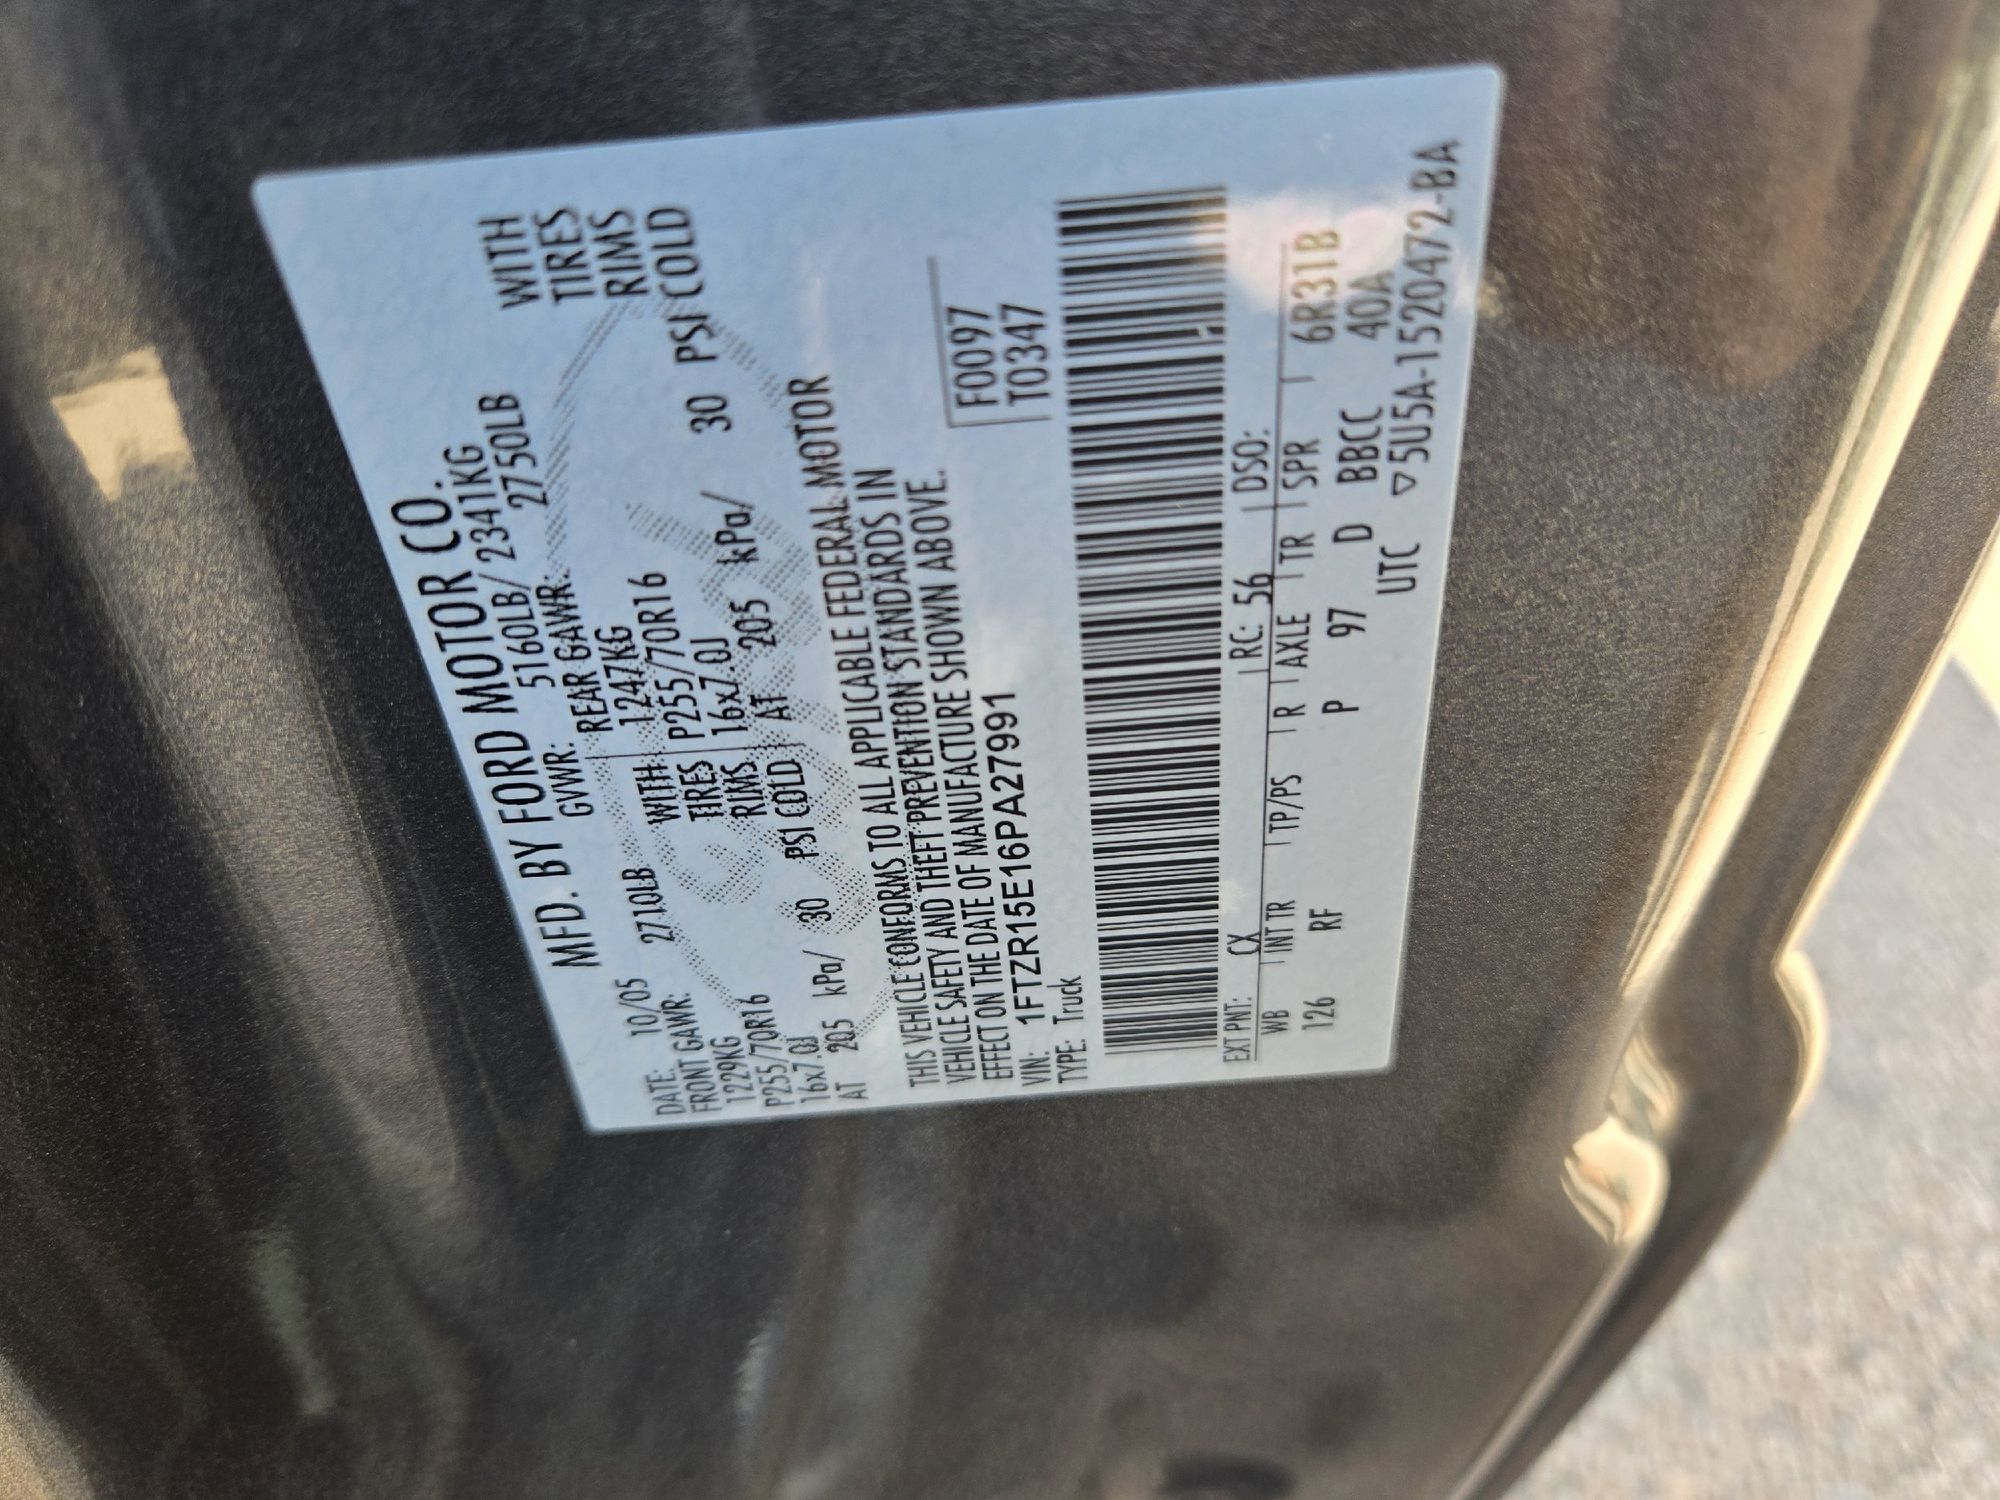 MFD. BY FORD MOTOR CO.
DATE: 10/05 GVWR: 5160LB/ 2341KG
FRONT GAWR: 2710LB REAR GAWR: 2750LB
1229KG WITH 1247KG WITH
P255/70R16 TIRES P255/70R16 TIRES
16x7.0J RIMS 16x7.0J RIMS
AT 205 kPa/ 30 PSI COLD AT 205 kPa/ 30 PSI COLD
THIS VEHICLE CONFORMS TO ALL APPLICABLE FEDERAL MOTOR
VEHICLE SAFETY AND THEFT PREVENTION STANDARDS IN
EFFECT ON THE DATE OF MANUFACTURE SHOWN ABOVE.
VIN: 1FTZR15E16PA27991 F0097
TYPE: Truck T0347
EXT PNT: CX RC: 56 DSO:
WB INT TR TP/PS R AXLE TR SPR 6R31B
126 RF P 97 D BBCC 40A
UTC ▽5U5A-1520472-BA